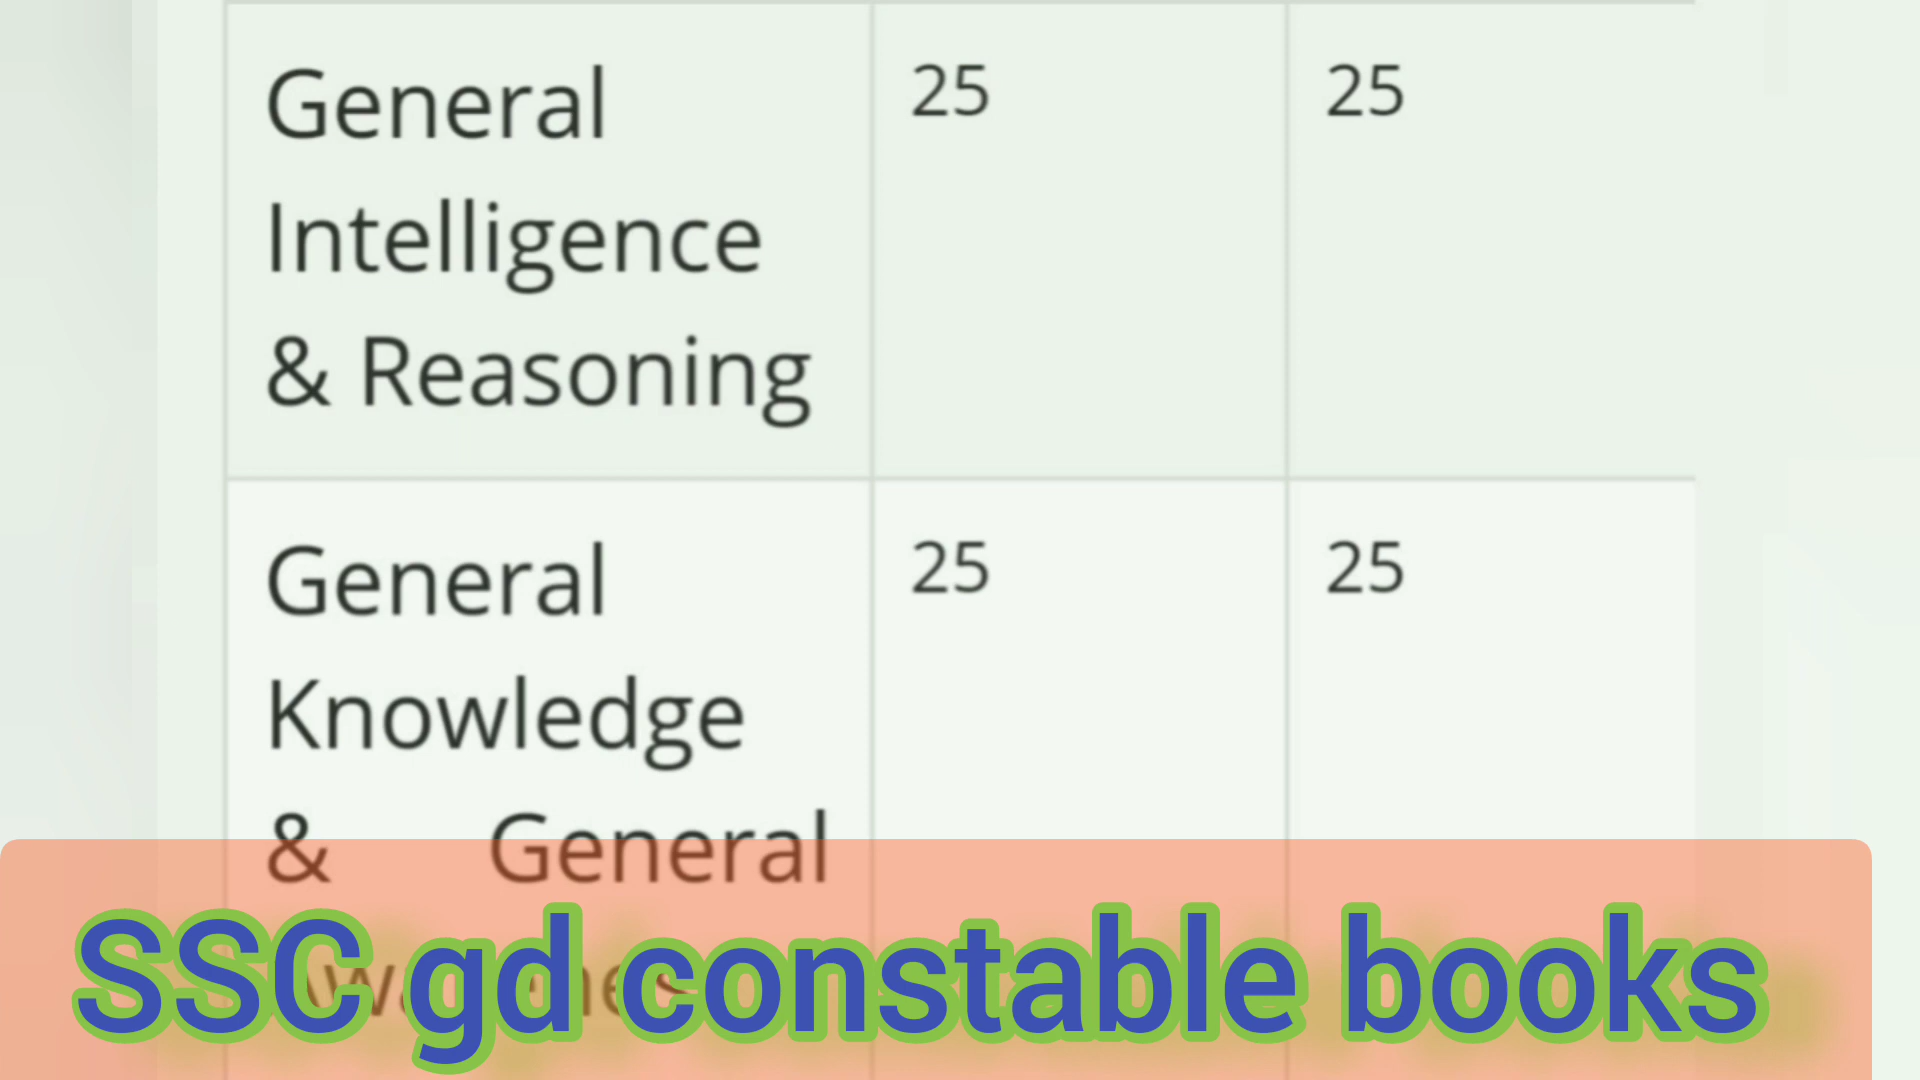 General 25 25
Intelligence
& Reasoning
General 25 25
Knowledge
& General
SSC gd constable books